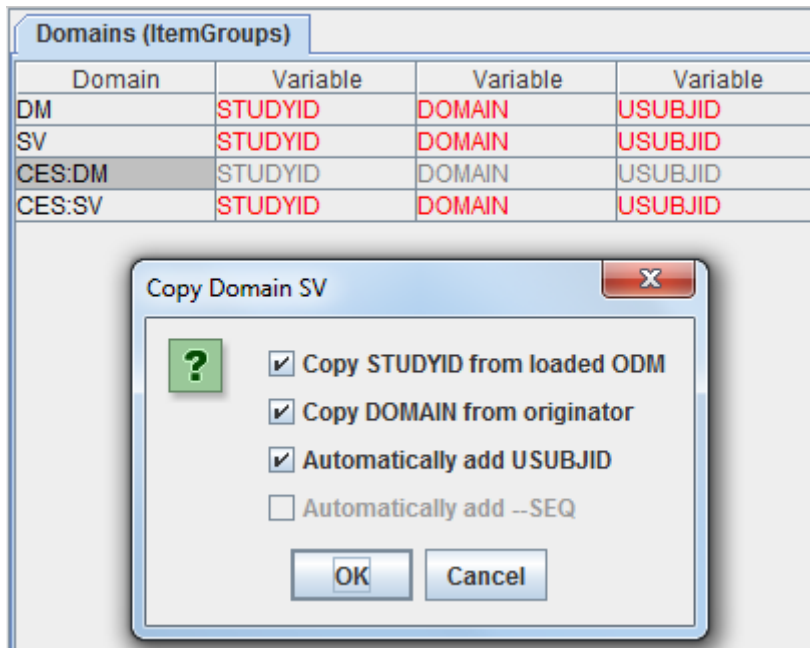 Domains (ItemGroups)
Domain Variable Variable Variable
DM STUDYID DOMAIN USUBJID
SV STUDYID DOMAIN USUBJID
CES:DM STUDYID DOMAIN USUBJID
CES:SV STUDYID DOMAIN USUBJID
Copy Domain SV
Copy STUDYID from loaded ODM
Copy DOMAIN from originator
Automatically add USUBJID
Automatically add --SEQ
OK Cancel